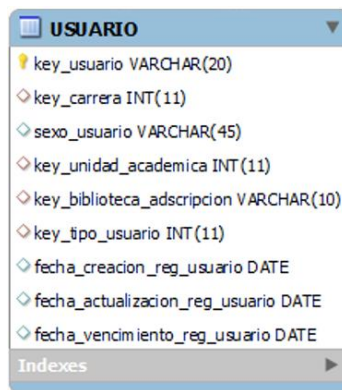 USUARIO
key_usuario VARCHAR(20)
key_carrera INT(11)
sexo_usuario VARCHAR(45)
key_unidad_academica INT(11)
key_biblioteca_adscripcion VARCHAR(10)
key_tipo_usuario INT(11)
fecha_creacion_reg_usuario DATE
fecha_actualizacion_reg_usuario DATE
fecha_vencimiento_reg_usuario DATE
Indexes